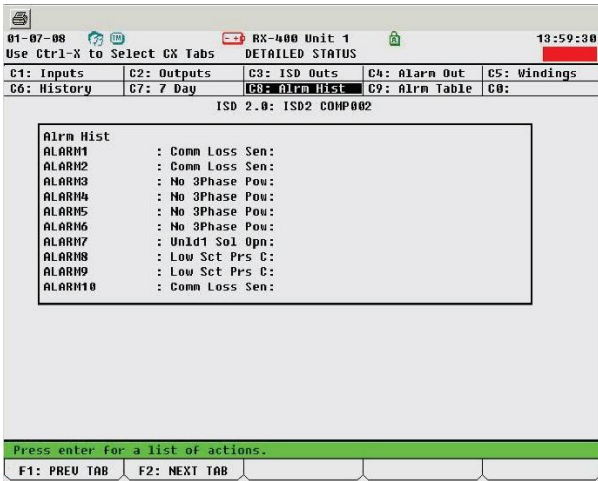 01-07-08 RX-400 Unit 1 13:59:30
Use Ctrl-X to Select CX Tabs DETAILED STATUS
C1: Inputs C2: Outputs C3: ISD Outs C4: Alarm Out C5: Windings
C6: History C7: 7 Day C8: Alrm Hist C9: Alrm Table C0:
ISD 2.0: ISD2 COMP002
Alrm Hist
ALARM1 : Comm Loss Sen:
ALARM2 : Comm Loss Sen:
ALARM3 : No 3Phase Pow:
ALARM4 : No 3Phase Pow:
ALARM5 : No 3Phase Pow:
ALARM6 : No 3Phase Pow:
ALARM7 : Unld1 Sol Opn:
ALARM8 : Low Sct Prs C:
ALARM9 : Low Sct Prs C:
ALARM10 : Comm Loss Sen:
Press enter for a list of actions.
F1: PREV TAB F2: NEXT TAB